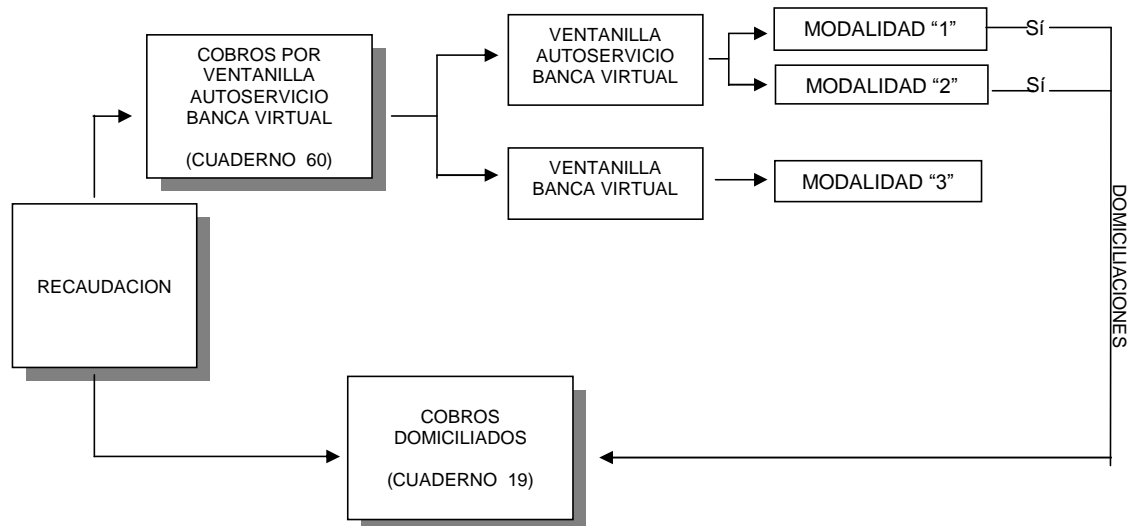 COBROS POR
VENTANILLA
AUTOSERVICIO
BANCA VIRTUAL
(CUADERNO 60)
VENTANILLA
AUTOSERVICIO
BANCA VIRTUAL
MODALIDAD “1”
Sí
MODALIDAD “2”
Sí
VENTANILLA
BANCA VIRTUAL
MODALIDAD “3”
DOMICILIACIONES
RECAUDACION
COBROS
DOMICILIADOS
(CUADERNO 19)